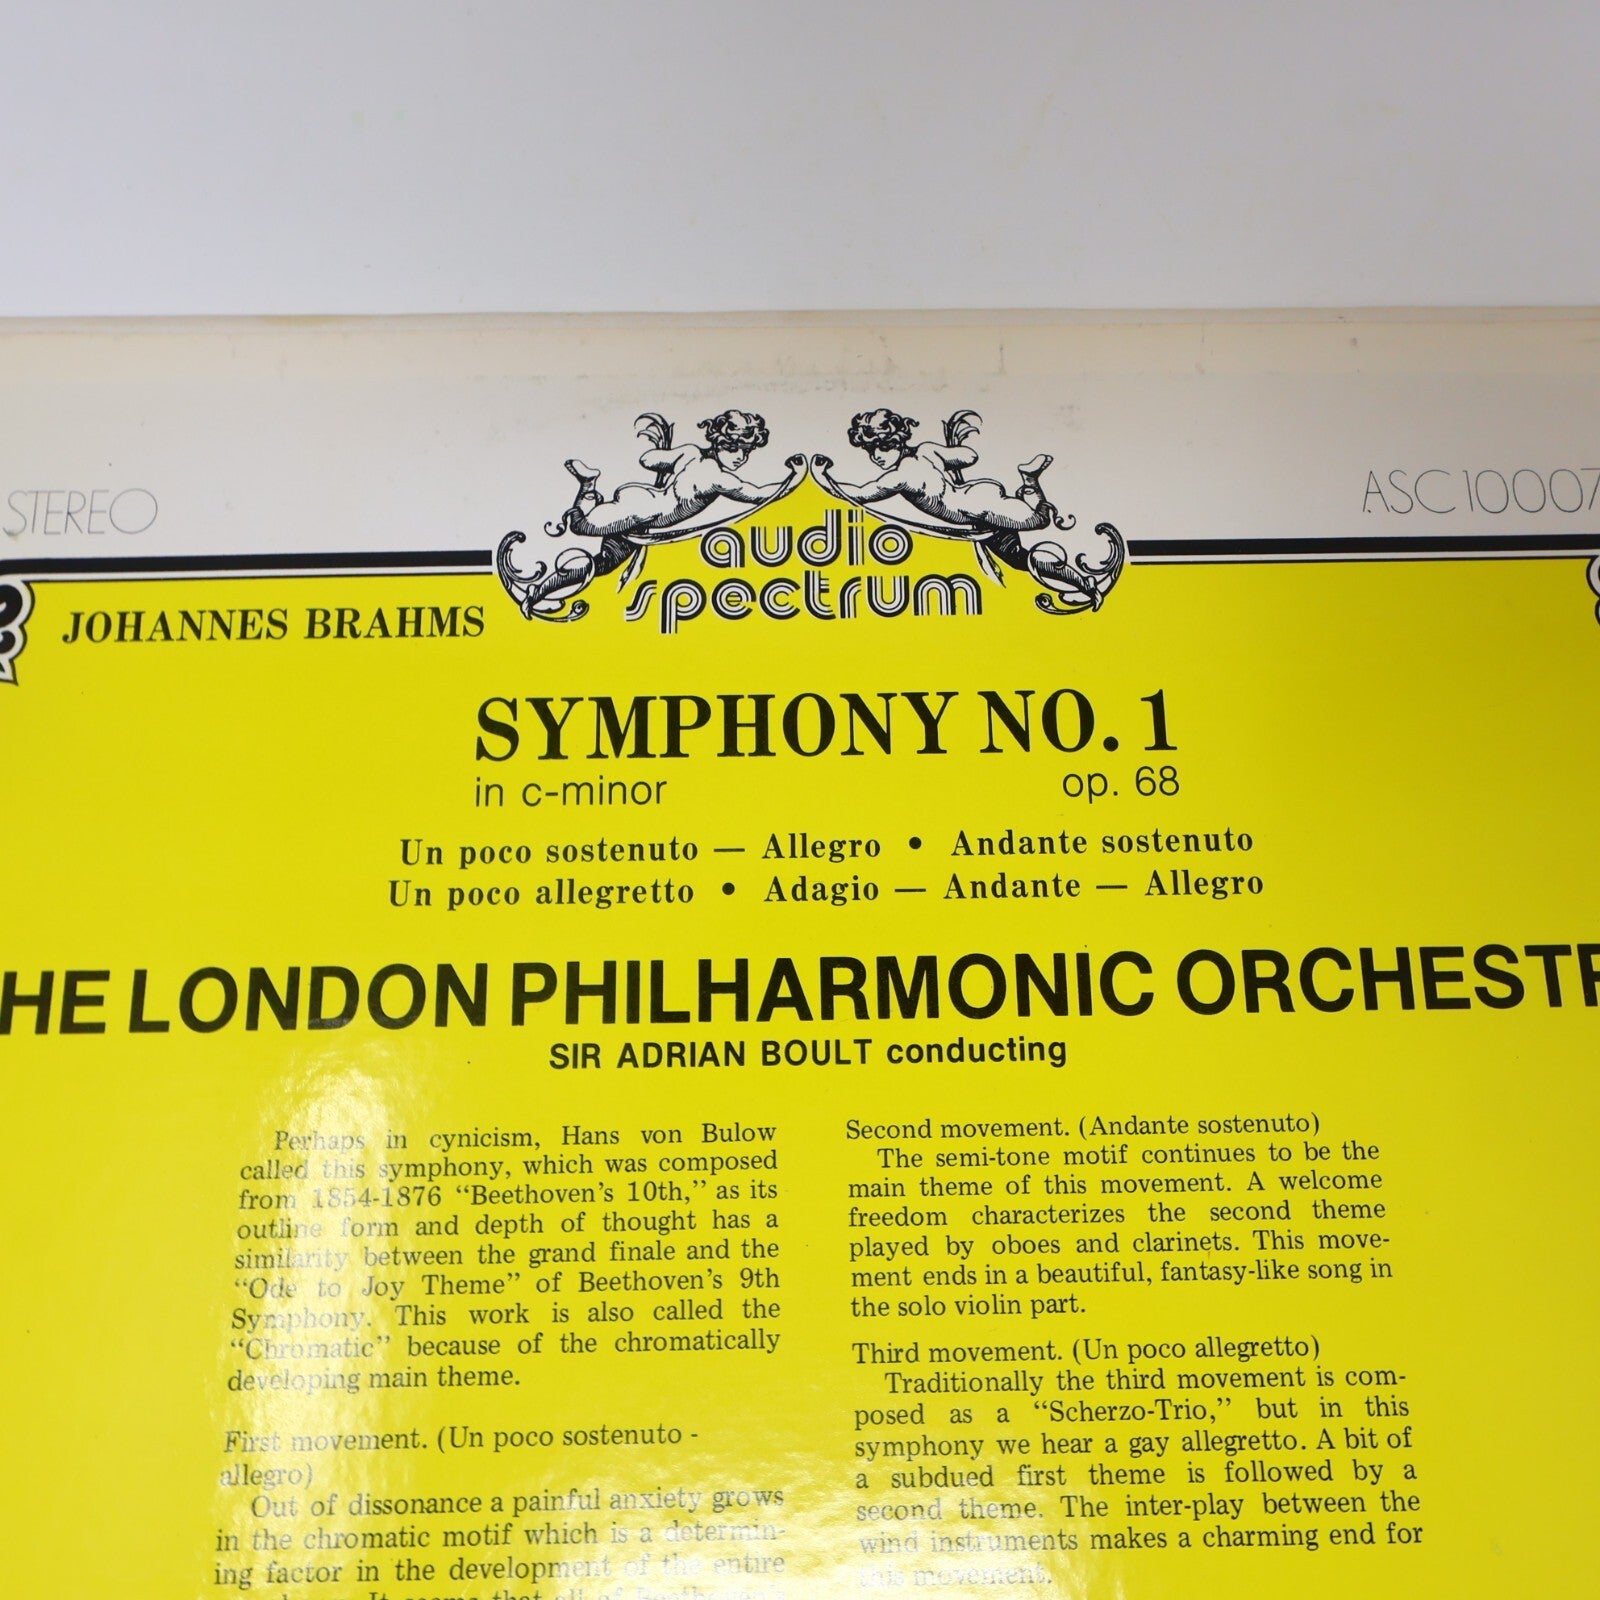 STEREO
ASC 10007
audio
spectrum
JOHANNES BRAHMS
SYMPHONY NO. 1
in c-minor op. 68
Un poco sostenuto — Allegro • Andante sostenuto
Un poco allegretto • Adagio — Andante — Allegro
HE LONDON PHILHARMONIC ORCHESTR
SIR ADRIAN BOULT conducting
Perhaps in cynicism, Hans von Bulow
called this symphony, which was composed
from 1854-1876 “Beethoven’s 10th,” as its
outline form and depth of thought has a
similarity between the grand finale and the
“Ode to Joy Theme” of Beethoven’s 9th
Symphony. This work is also called the
“Chromatic” because of the chromatically
developing main theme.
First movement. (Un poco sostenuto -
allegro)
Out of dissonance a painful anxiety grows
in the chromatic motif which is a determin-
ing factor in the development of the entire
It seems that all of Beethoven’s
Second movement. (Andante sostenuto)
The semi-tone motif continues to be the
main theme of this movement. A welcome
freedom characterizes the second theme
played by oboes and clarinets. This move-
ment ends in a beautiful, fantasy-like song in
the solo violin part.
Third movement. (Un poco allegretto)
Traditionally the third movement is com-
posed as a “Scherzo-Trio,” but in this
symphony we hear a gay allegretto. A bit of
a subdued first theme is followed by a
second theme. The inter-play between the
wind instruments makes a charming end for
this movement.